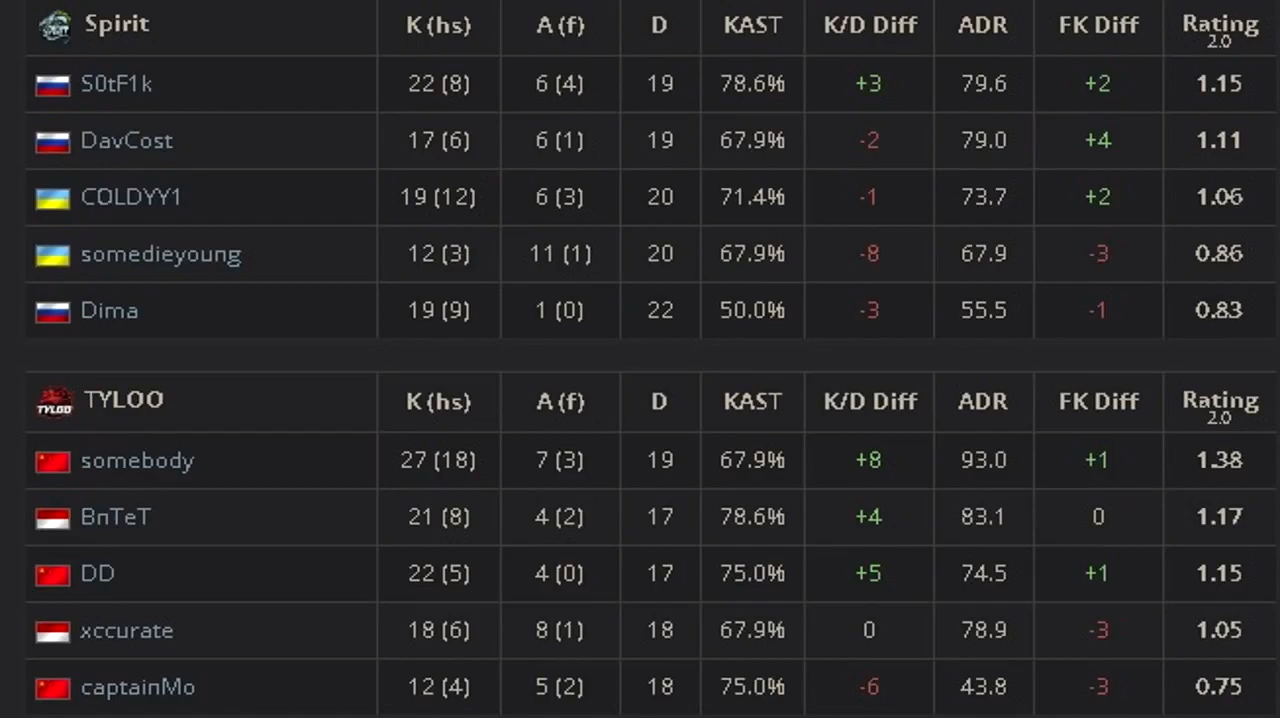 Spirit K (hs) A (f) D KAST K/D Diff ADR FK Diff Rating 2.0
S0tF1k 22 (8) 6 (4) 19 78.6% +3 79.6 +2 1.15
DavCost 17 (6) 6 (1) 19 67.9% -2 79.0 +4 1.11
COLDYY1 19 (12) 6 (3) 20 71.4% -1 73.7 +2 1.06
somedieyoung 12 (3) 11 (1) 20 67.9% -8 67.9 -3 0.86
Dima 19 (9) 1 (0) 22 50.0% -3 55.5 -1 0.83
TYLOO TYLOO K (hs) A (f) D KAST K/D Diff ADR FK Diff Rating 2.0
somebody 27 (18) 7 (3) 19 67.9% +8 93.0 +1 1.38
BnTeT 21 (8) 4 (2) 17 78.6% +4 83.1 0 1.17
DD 22 (5) 4 (0) 17 75.0% +5 74.5 +1 1.15
xccurate 18 (6) 8 (1) 18 67.9% 0 78.9 -3 1.05
captainMo 12 (4) 5 (2) 18 75.0% -6 43.8 -3 0.75